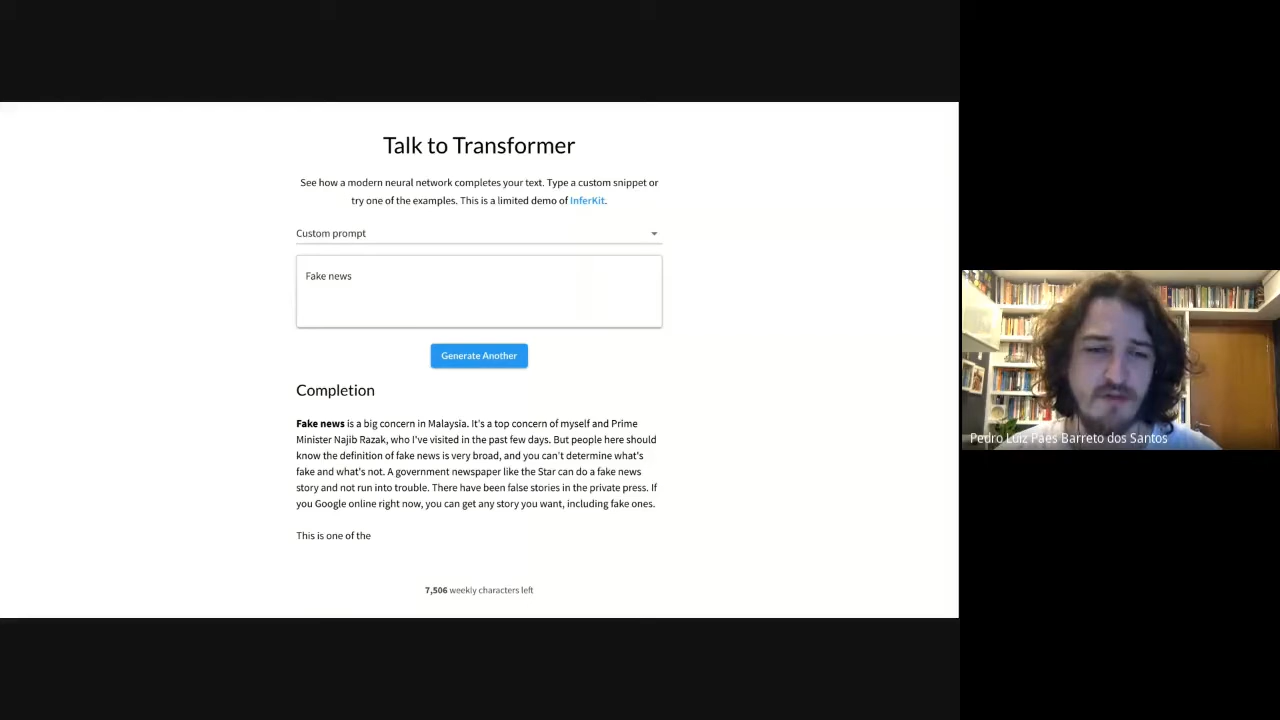 Talk to Transformer
See how a modern neural network completes your text. Type a custom snippet or
try one of the examples. This is a limited demo of InferKit.
Custom prompt
Fake news
Generate Another
Completion
Fake news is a big concern in Malaysia. It's a top concern of myself and Prime
Minister Najib Razak, who I've visited in the past few days. But people here should
know the definition of fake news is very broad, and you can't determine what's
fake and what's not. A government newspaper like the Star can do a fake news
story and not run into trouble. There have been false stories in the private press. If
you Google online right now, you can get any story you want, including fake ones.
This is one of the
7,506 weekly characters left
Pedro Luiz Paes Barreto dos Santos